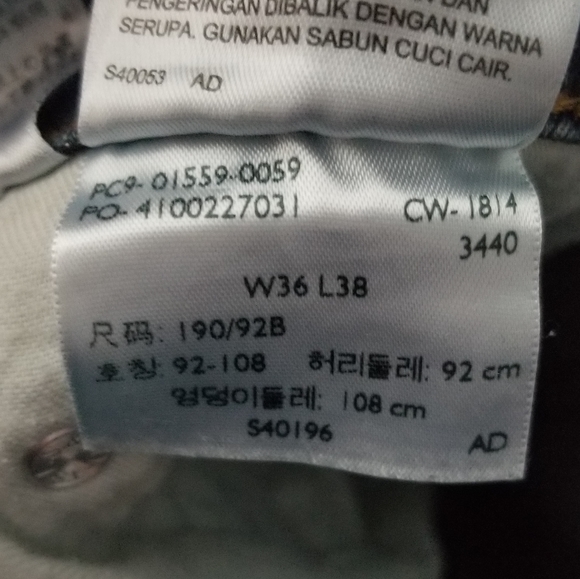 PENGERINGAN DIBALIK DENGAN WARNA
SERUPA. GUNAKAN SABUN CUCI CAIR.
S40053 AD
PC9-01559-0059
PO-4100227031 CW-1814
3440
W36 L38
尺码: 190/92B
호칭: 92-108 허리둘레: 92 cm
엉덩이둘레: 108 cm
S40196
AD